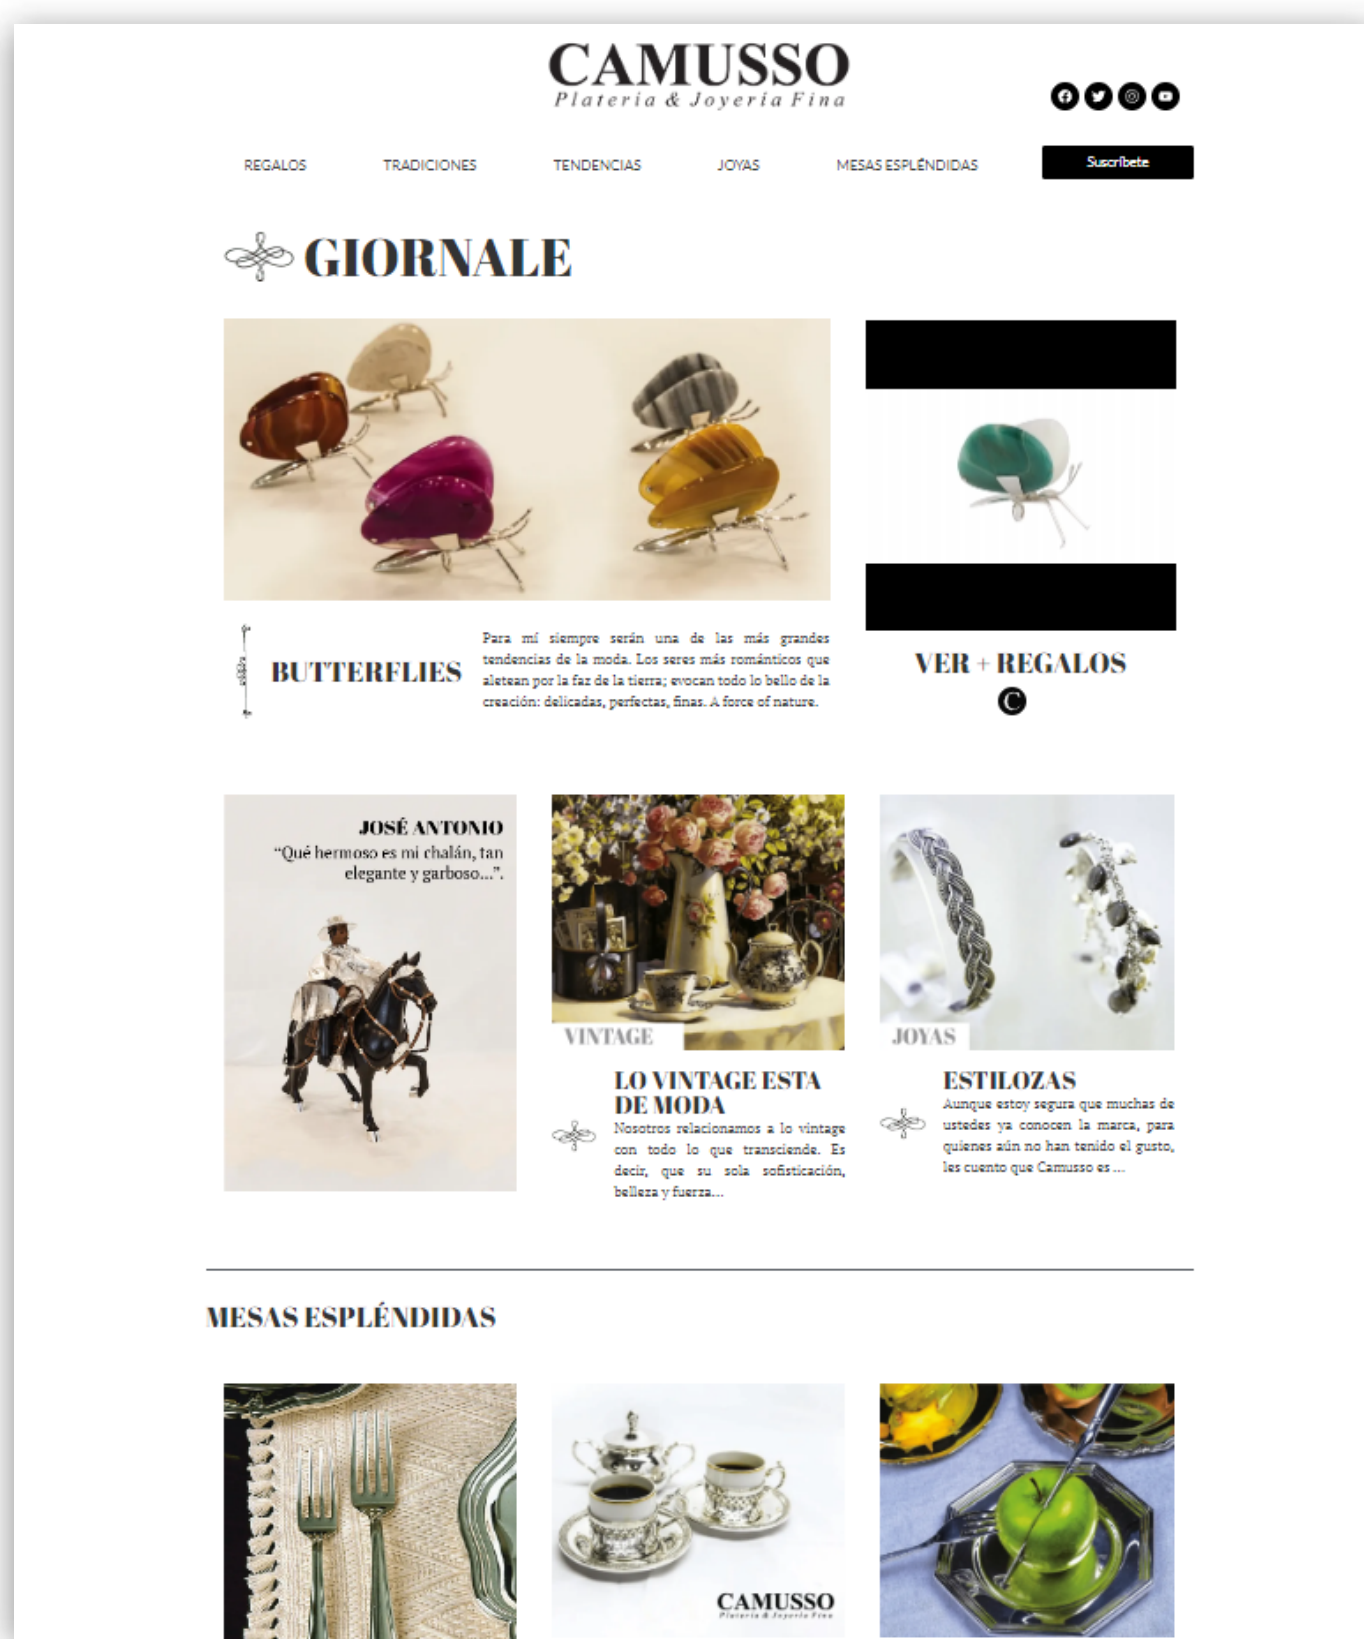 CAMUSSO
Platería & Joyería Fina
REGALOS
TRADICIONES
TENDENCIAS
JOYAS
MESAS ESPLÉNDIDAS
Suscríbete
GIORNALE
BUTTERFLIES
Para mí siempre serán una de las más grandes
tendencias de la moda. Los seres más románticos que
aletean por la faz de la tierra; evocan todo lo bello de la
creación: delicadas, perfectas, finas. A force of nature.
VER + REGALOS
C
JOSÉ ANTONIO
“Qué hermoso es mi chalán, tan
elegante y garboso...”.
VINTAGE
LO VINTAGE ESTA
DE MODA
Nosotros relacionamos a lo vintage
con todo lo que transciende. Es
decir, que su sola sofisticación,
belleza y fuerza...
JOYAS
ESTILOZAS
Aunque estoy segura que muchas de
ustedes ya conocen la marca, para
quienes aún no han tenido el gusto,
les cuento que Camusso es ...
MESAS ESPLÉNDIDAS
CAMUSSO
Platería & Joyería Fina